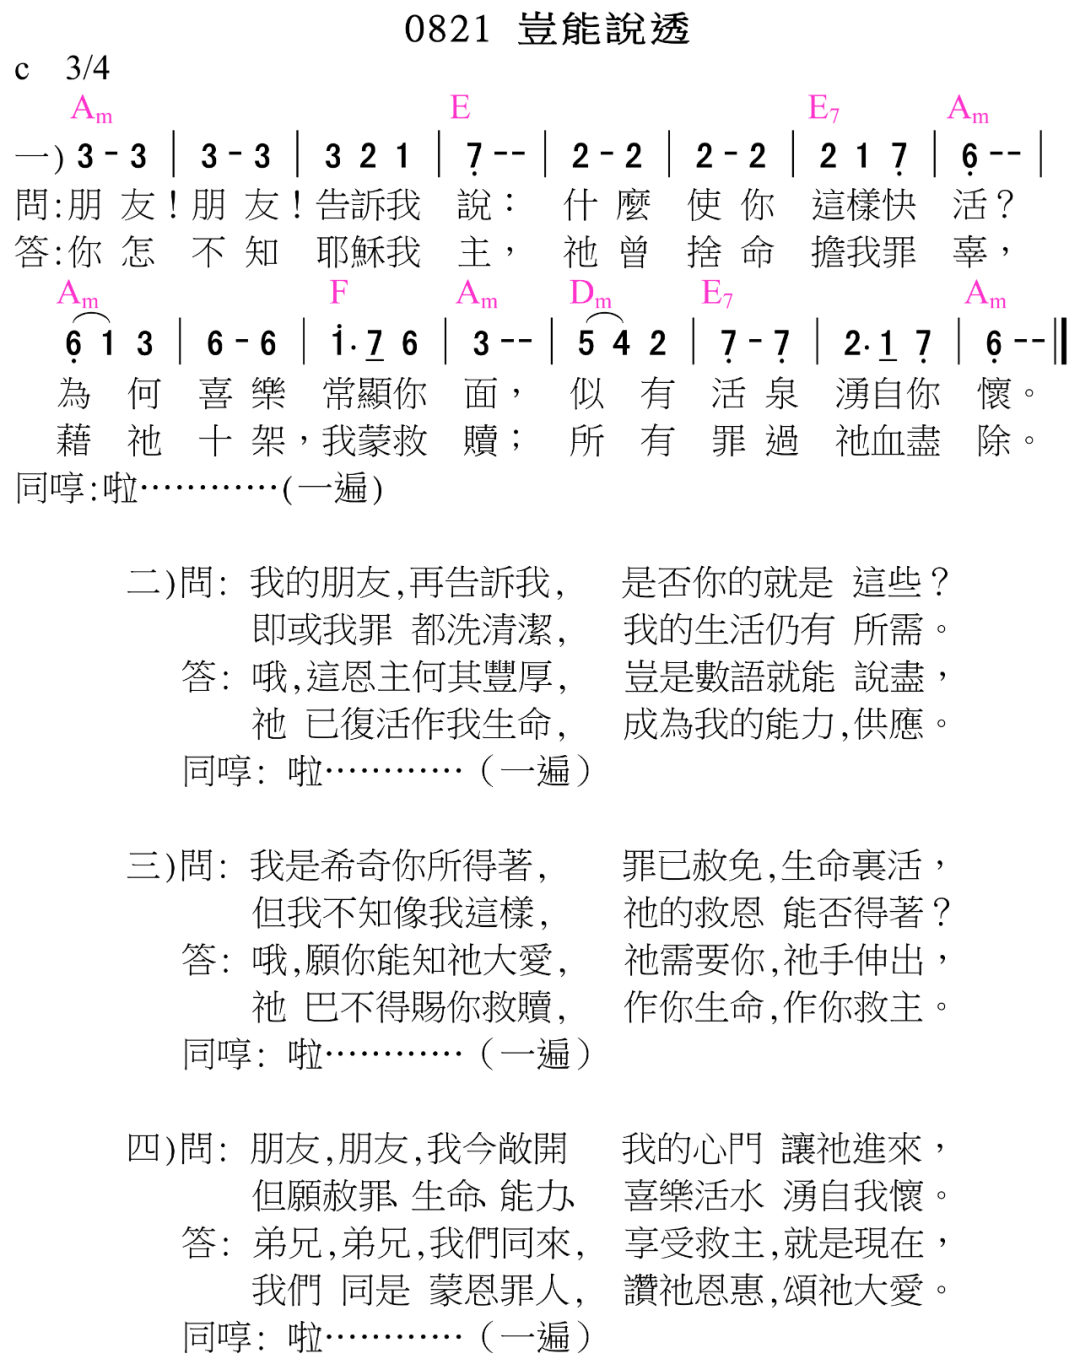 0821 豈能說透
c 3/4
Am E E7 Am
一) 3 - 3 | 3 - 3 | 3 2 1 | 7̣ - - | 2 - 2 | 2 - 2 | 2 1 7̣ | 6̣ - - |
問:朋 友！朋 友！告訴我 說： 什 麼 使 你 這樣快 活？
答:你 怎 不 知 耶穌我 主， 祂 曾 捨 命 擔我罪 辜，
Am F Am Dm E7 Am
6̣ 1 3 | 6 - 6 | i· 7 6 | 3 - - | 5 4 2 | 7̣ - 7̣ | 2· 1 7̣ | 6̣ - - ‖
為 何 喜 樂 常顯你 面， 似 有 活 泉 湧自你 懷。
藉 祂 十 架，我蒙救 贖； 所 有 罪 過 祂血盡 除。
同哼:啦…………(一遍)
二)問: 我的朋友,再告訴我, 是否你的就是 這些？
即或我罪 都洗清潔, 我的生活仍有 所需。
答: 哦,這恩主何其豐厚, 豈是數語就能 說盡，
祂 已復活作我生命, 成為我的能力,供應。
同哼: 啦…………（一遍）
三)問: 我是希奇你所得著, 罪已赦免,生命裏活，
但我不知像我這樣, 祂的救恩 能否得著？
答: 哦,願你能知祂大愛, 祂需要你,祂手伸出，
祂 巴不得賜你救贖, 作你生命,作你救主。
同哼: 啦…………（一遍）
四)問: 朋友,朋友,我今敞開 我的心門 讓祂進來，
但願赦罪、生命、能力、 喜樂活水 湧自我懷。
答: 弟兄,弟兄,我們同來, 享受救主,就是現在，
我們 同是 蒙恩罪人, 讚祂恩惠,頌祂大愛。
同哼: 啦…………（一遍）